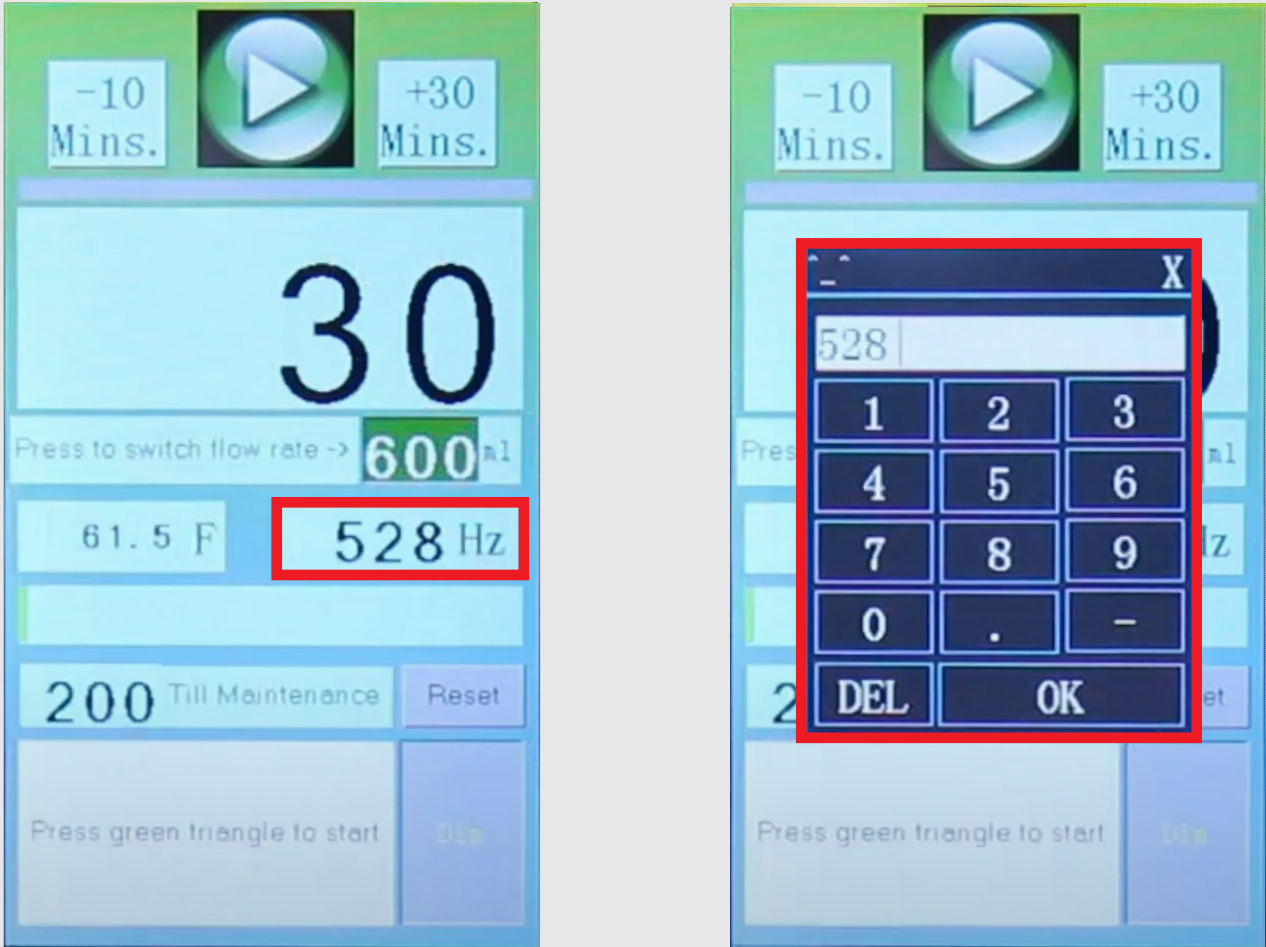 -10
Mins.
+30
Mins.
30
Press to switch flow rate -> 600 ml
61.5 F
528 Hz
200 Till Maintenance
Reset
Press green triangle to start
Dim
-10
Mins.
+30
Mins.
^_^ X
528
1 2 3
4 5 6
7 8 9
0 . -
DEL OK
Pres
ml
Hz
2
et
Press green triangle to start
Dim